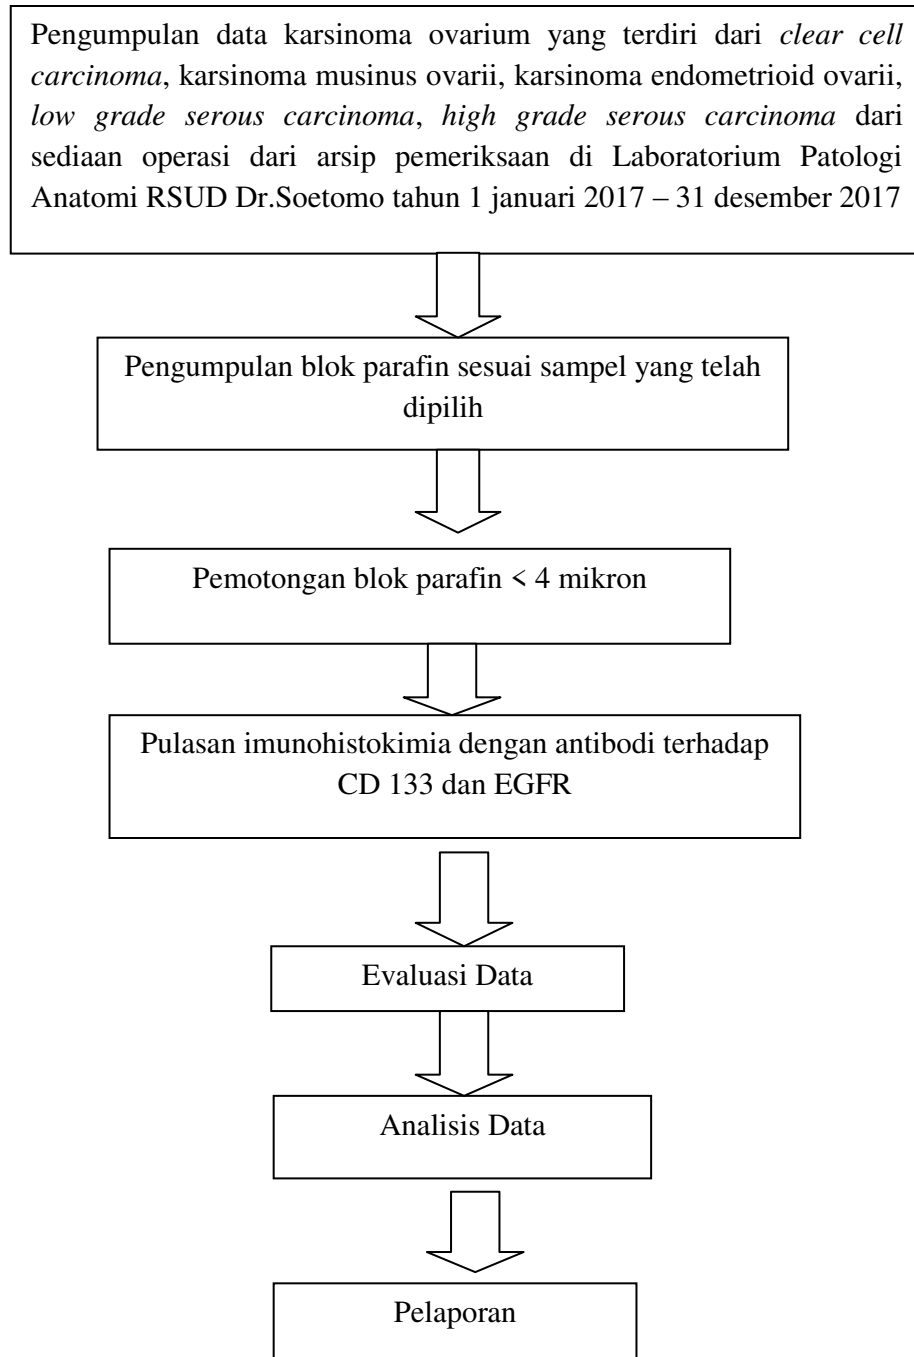 Pengumpulan data karsinoma ovarium yang terdiri dari clear cell
carcinoma, karsinoma musinus ovarii, karsinoma endometrioid ovarii,
low grade serous carcinoma, high grade serous carcinoma dari
sediaan operasi dari arsip pemeriksaan di Laboratorium Patologi
Anatomi RSUD Dr.Soetomo tahun 1 januari 2017 – 31 desember 2017
Pengumpulan blok parafin sesuai sampel yang telah
dipilih
Pemotongan blok parafin < 4 mikron
Pulasan imunohistokimia dengan antibodi terhadap
CD 133 dan EGFR
Evaluasi Data
Analisis Data
Pelaporan